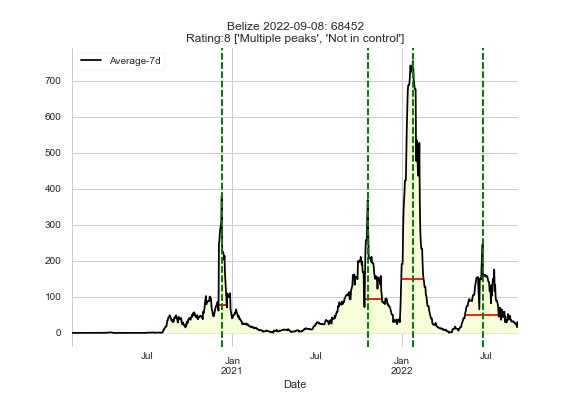 Belize 2022-09-08: 68452
Rating:8 ['Multiple peaks', 'Not in control']
Average-7d
700
600
500
400
300
200
100
0
Jul
Jan
2021
Jul
Jan
2022
Jul
Date